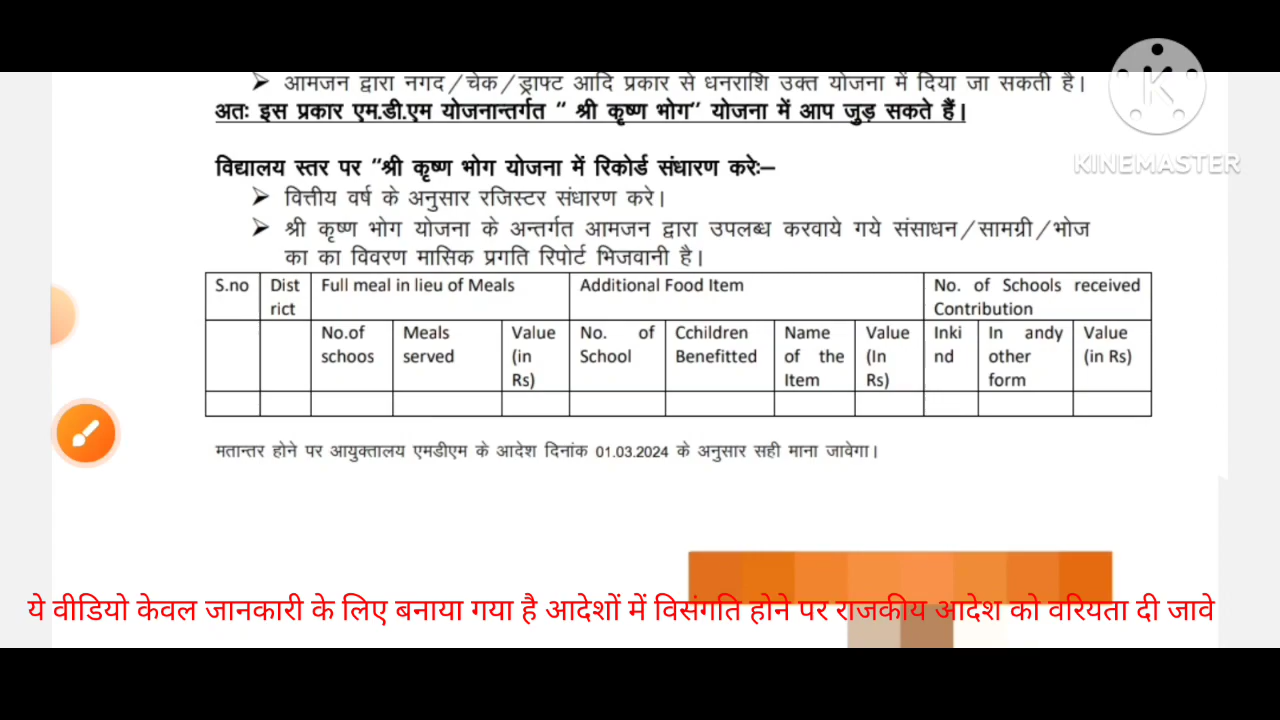 ➢ आमजन द्वारा नगद/चेक/ड्राफ्ट आदि प्रकार से धनराशि उक्त योजना में दिया जा सकती है।
अतः इस प्रकार एम.डी.एम योजनान्तर्गत " श्री कृष्ण भोग" योजना में आप जुड़ सकते हैं।
KINEMASTER
विद्यालय स्तर पर "श्री कृष्ण भोग योजना में रिकोर्ड संधारण करेः–
➢ वित्तीय वर्ष के अनुसार रजिस्टर संधारण करे।
➢ श्री कृष्ण भोग योजना के अन्तर्गत आमजन द्वारा उपलब्ध करवाये गये संसाधन/सामग्री/भोज
का का विवरण मासिक प्रगति रिपोर्ट भिजवानी है।
S.no Dist Full meal in lieu of Meals Additional Food Item No. of Schools received
rict Contribution
No.of Meals Value No. of Cchildren Name Value Inki In andy Value
schoos served (in School Benefitted of the (In nd other (in Rs)
Rs) Item Rs) form
मतान्तर होने पर आयुक्तालय एमडीएम के आदेश दिनांक 01.03.2024 के अनुसार सही माना जावेगा।
ये वीडियो केवल जानकारी के लिए बनाया गया है आदेशों में विसंगति होने पर राजकीय आदेश को वरियता दी जावे